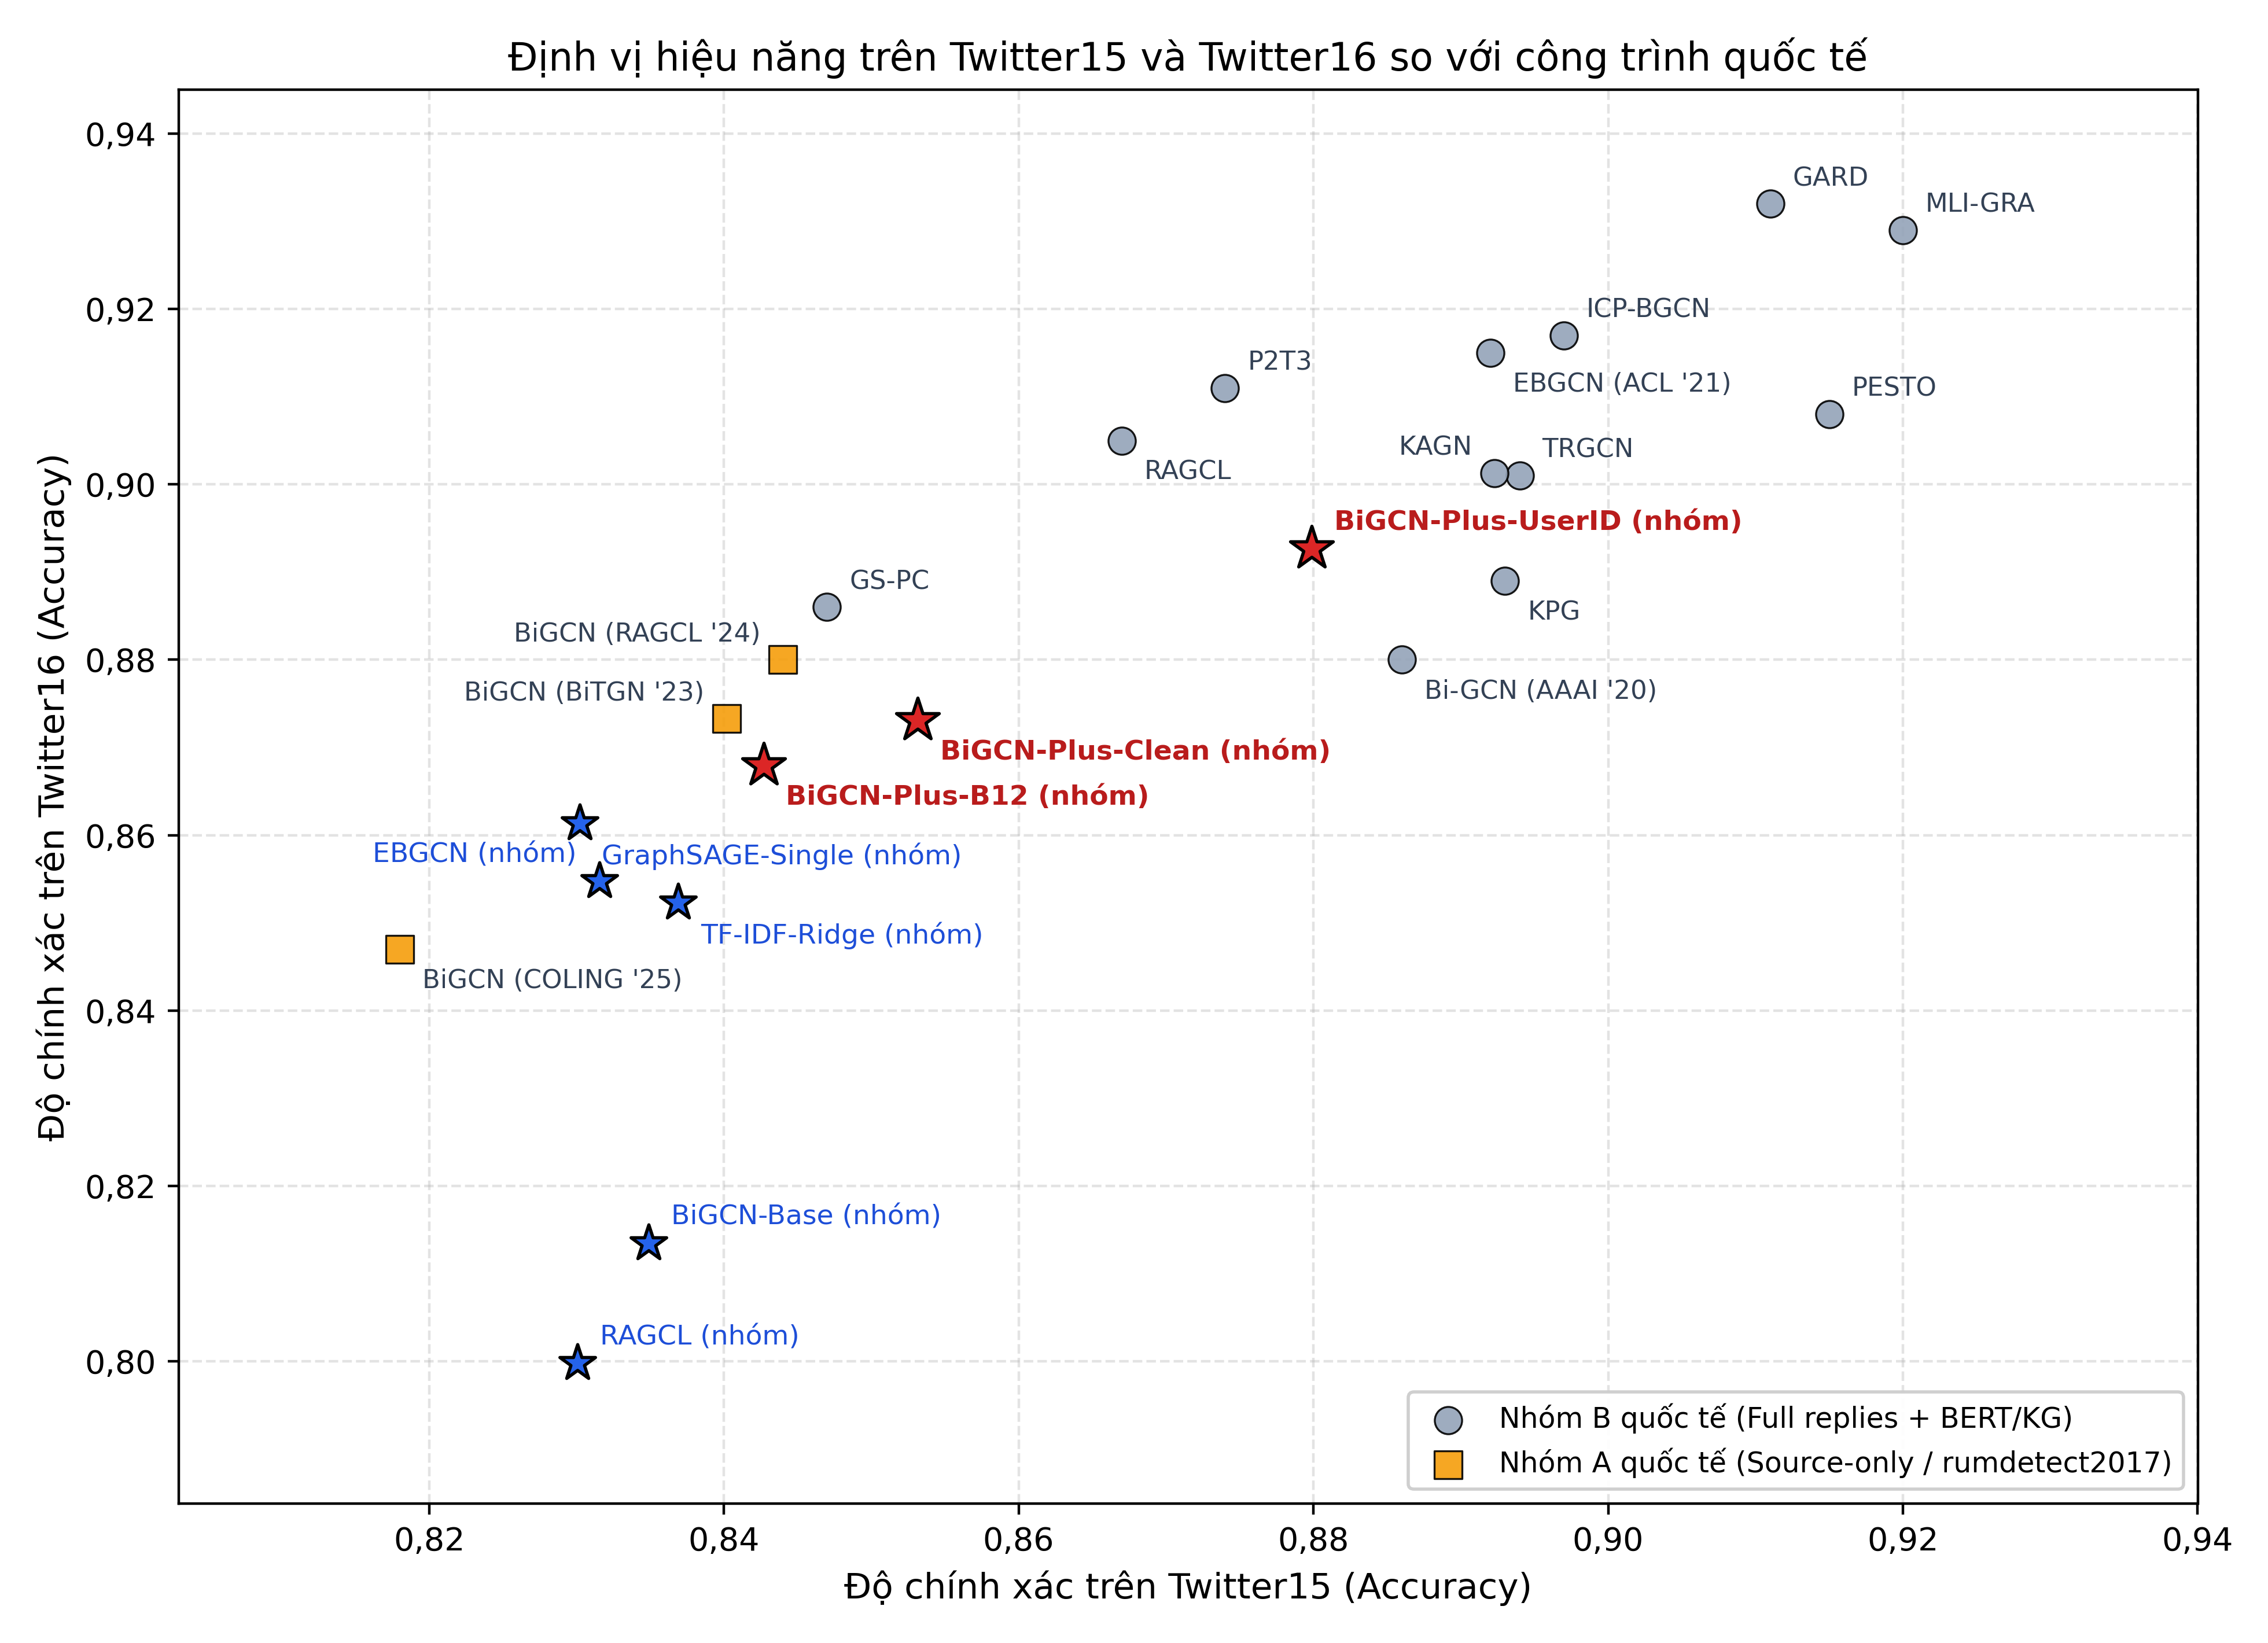 Định vị hiệu năng trên Twitter15 và Twitter16 so với công trình quốc tế
Độ chính xác trên Twitter16 (Accuracy)
0,94
0,92
0,90
0,88
0,86
0,84
0,82
0,80
GARD
MLI-GRA
ICP-BGCN
P2T3
EBGCN (ACL '21)
PESTO
KAGN
TRGCN
RAGCL
BiGCN-Plus-UserID (nhóm)
GS-PC
KPG
BiGCN (RAGCL '24)
BiGCN (BiTGN '23)
Bi-GCN (AAAI '20)
BiGCN-Plus-Clean (nhóm)
BiGCN-Plus-B12 (nhóm)
EBGCN (nhóm)
GraphSAGE-Single (nhóm)
TF-IDF-Ridge (nhóm)
BiGCN (COLING '25)
BiGCN-Base (nhóm)
RAGCL (nhóm)
Nhóm B quốc tế (Full replies + BERT/KG)
Nhóm A quốc tế (Source-only / rumdetect2017)
0,82
0,84
0,86
0,88
0,90
0,92
0,94
Độ chính xác trên Twitter15 (Accuracy)